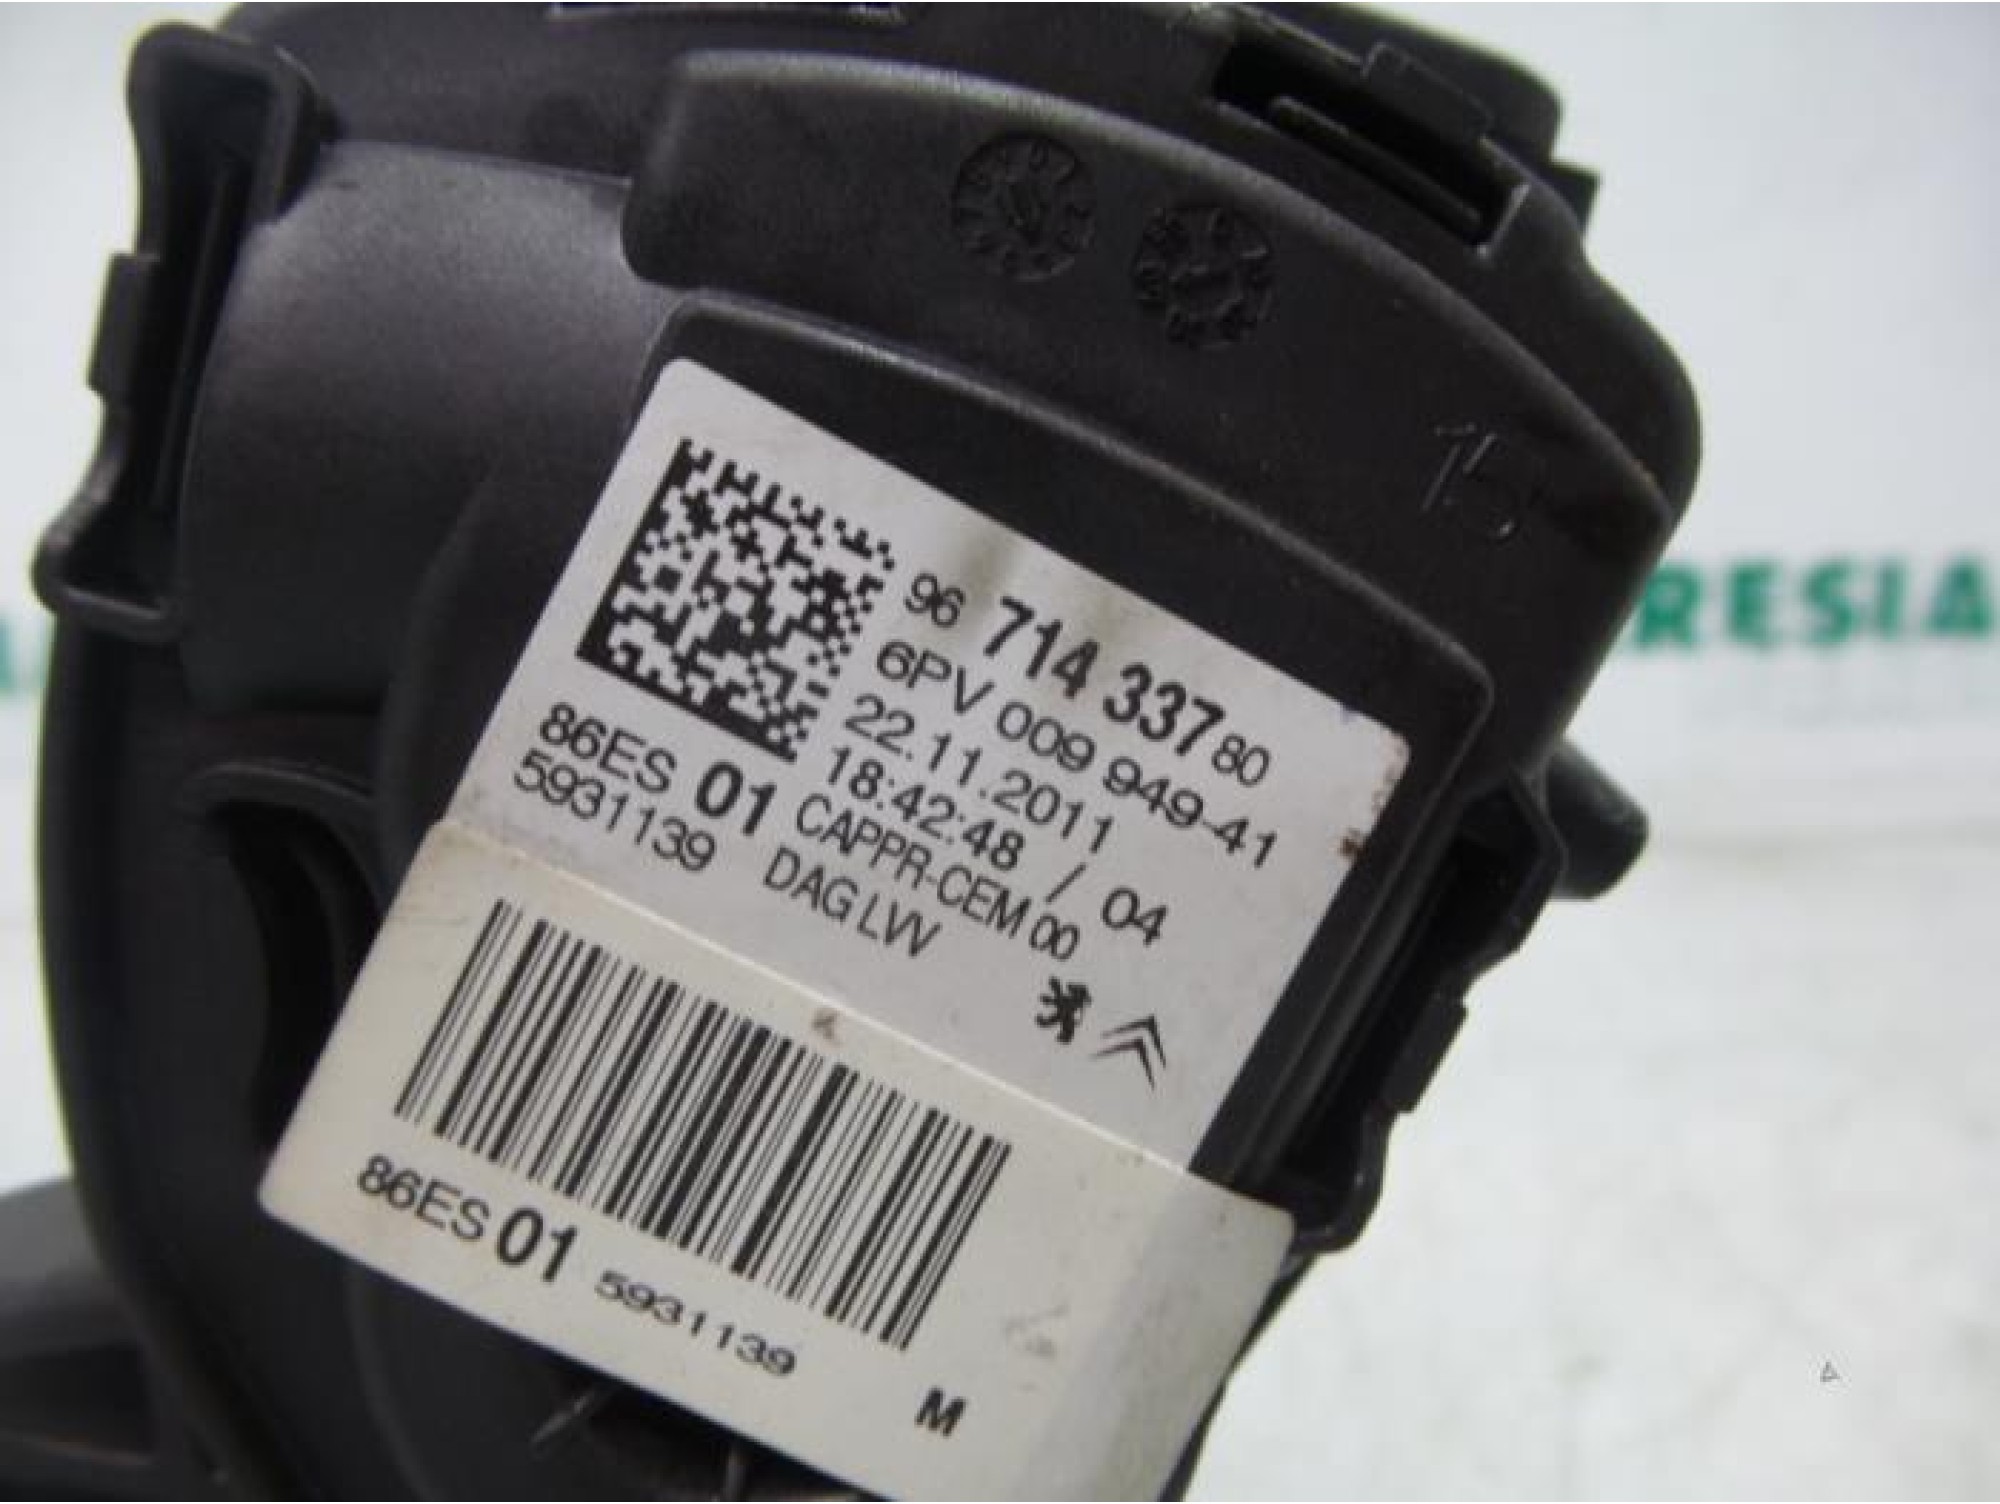 15
RESIA
96 714 337 80
6PV 009 949-41
22.11.2011
18:42:48 / 04
86ES 01 CAPPR-CEM 00
5931139 DAG LVV
86ES 01 5931139
M